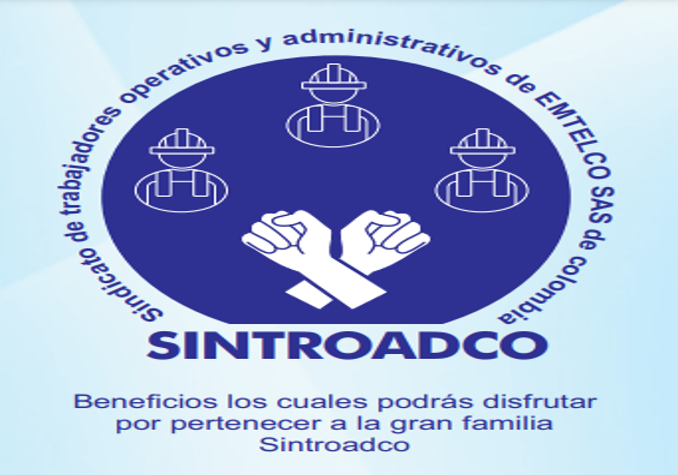 Sindicato de trabajadores operativos y administrativos de EMTELCO SAS de colombia
SINTROADCO
Beneficios los cuales podrás disfrutar
por pertenecer a la gran familia
Sintroadco